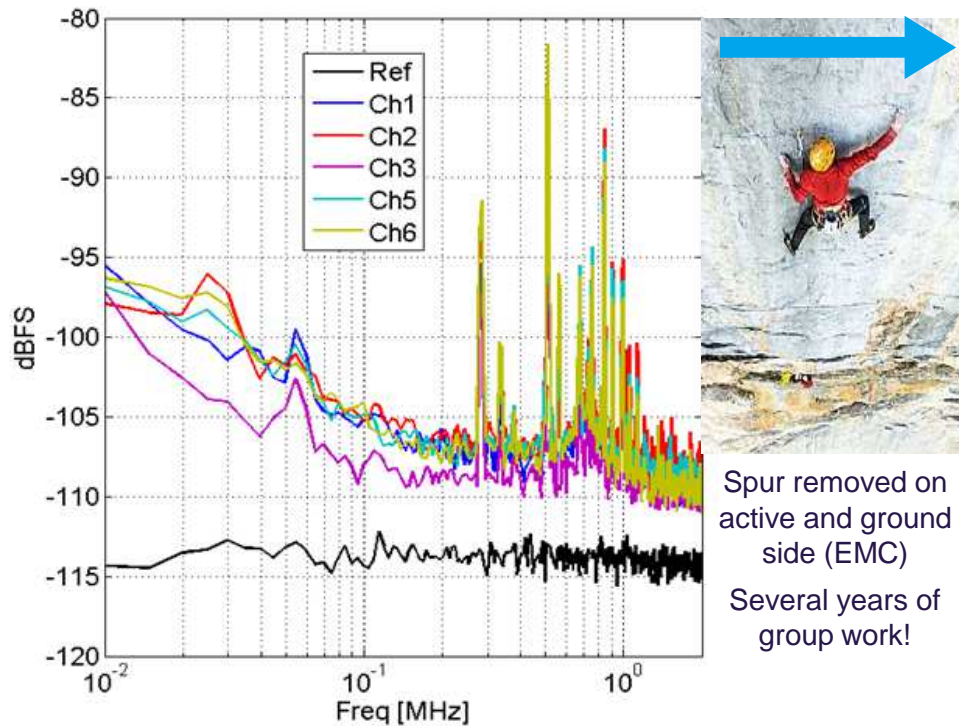 -80
-85
-90
-95
-100
-105
-110
-115
-120
dBFS
Ref
Ch1
Ch2
Ch3
Ch5
Ch6
10^-2
10^-1
10^0
Freq [MHz]
Spur removed on
active and ground
side (EMC)
Several years of
group work!